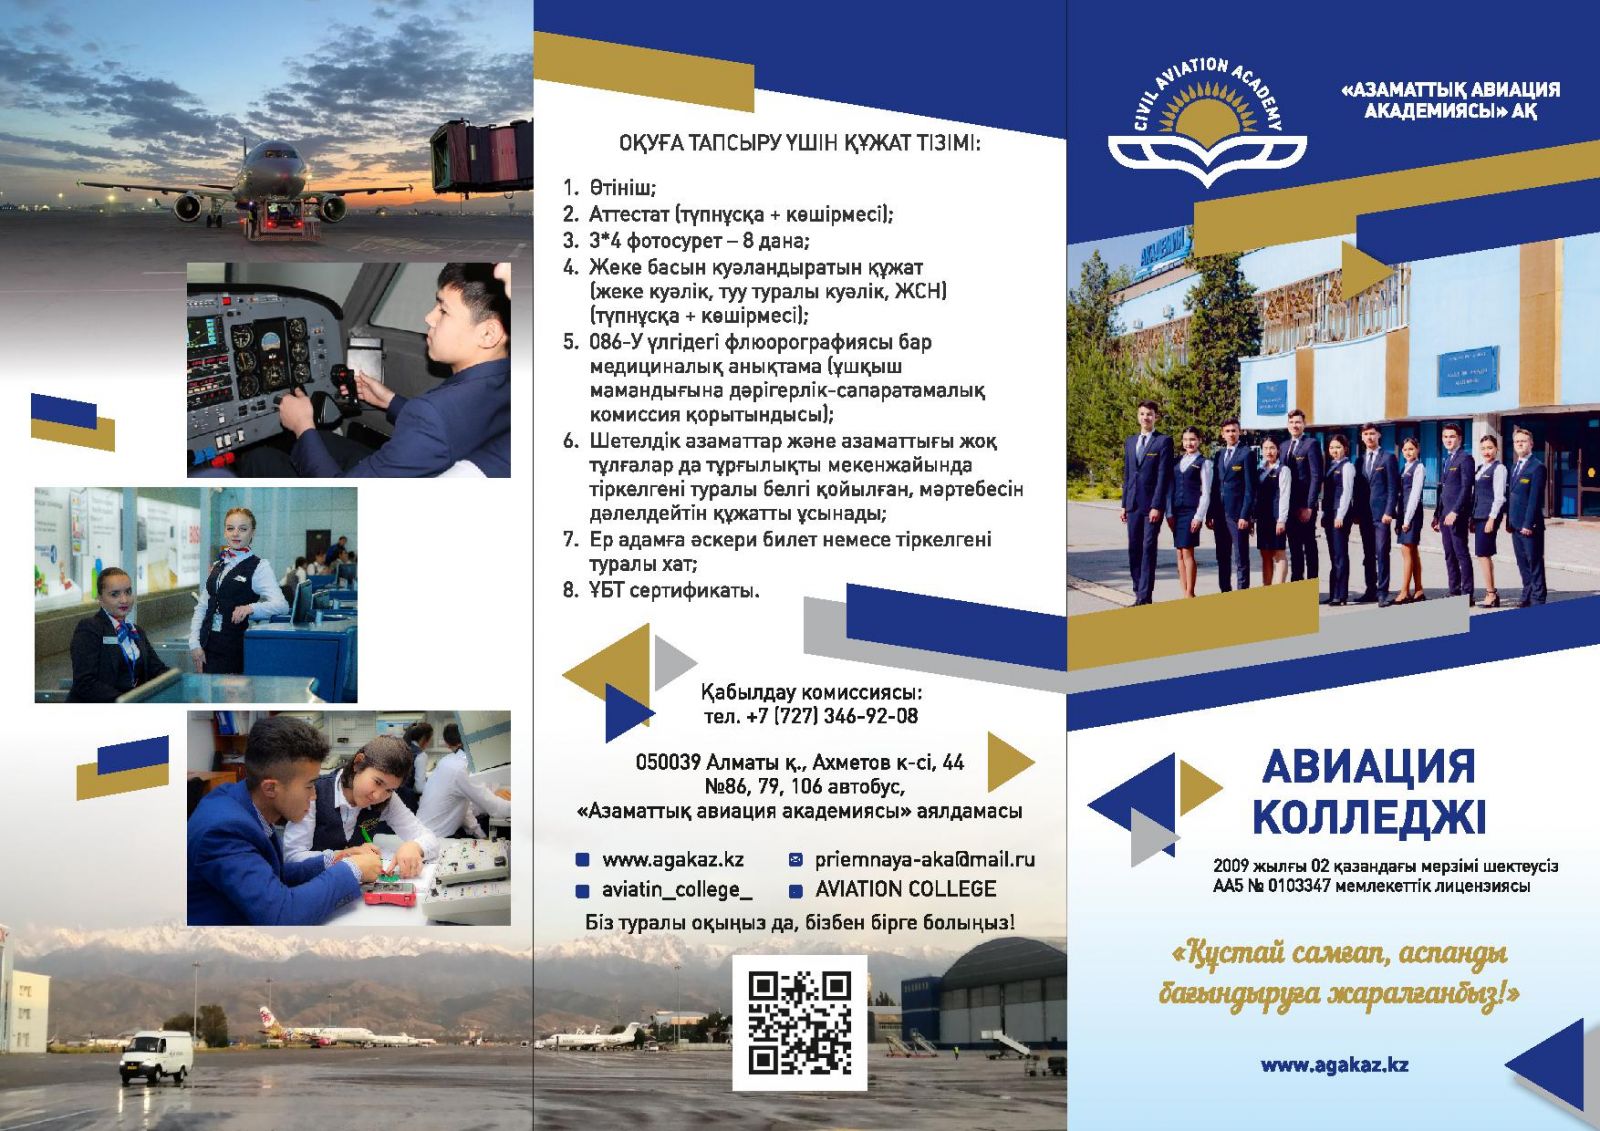 ОҚУҒА ТАПСЫРУ ҮШІН ҚҰЖАТ ТІЗІМІ:
1. Өтініш;
2. Аттестат (түпнұсқа + көшірмесі);
3. 3*4 фотосурет – 8 дана;
4. Жеке басын куәландыратын құжат
(жеке куәлік, туу туралы куәлік, ЖСН)
(түпнұсқа + көшірмесі);
5. 086-У үлгідегі флюорографиясы бар
медициналық анықтама (ұшқыш
мамандығына дәрігерлік-сапаратамалық
комиссия қорытындысы);
6. Шетелдік азаматтар және азаматтығы жоқ
тұлғалар да тұрғылықты мекенжайында
тіркелгені туралы белгі қойылған, мәртебесін
дәлелдейтін құжатты ұсынады;
7. Ер адамға әскери билет немесе тіркелгені
туралы хат;
8. ҰБТ сертификаты.
Қабылдау комиссиясы:
тел. +7 (727) 346-92-08
050039 Алматы қ., Ахметов к-сі, 44
№86, 79, 106 автобус,
«Азаматтық авиация академиясы» аялдамасы
www.agakaz.kz
priemnaya-aka@mail.ru
aviatin_college_
AVIATION COLLEGE
Біз туралы оқыңыз да, бізбен бірге болыңыз!
CIVIL AVIATION ACADEMY
«АЗАМАТТЫҚ АВИАЦИЯ
АКАДЕМИЯСЫ» АҚ
АКАДЕМИЯ
АВИАЦИЯ
КОЛЛЕДЖІ
2009 жылғы 02 қазандағы мерзімі шектеусіз
АА5 № 0103347 мемлекеттік лицензиясы
«Құстай самғап, аспанды
бағындыруға жаралғанбыз!»
www.agakaz.kz